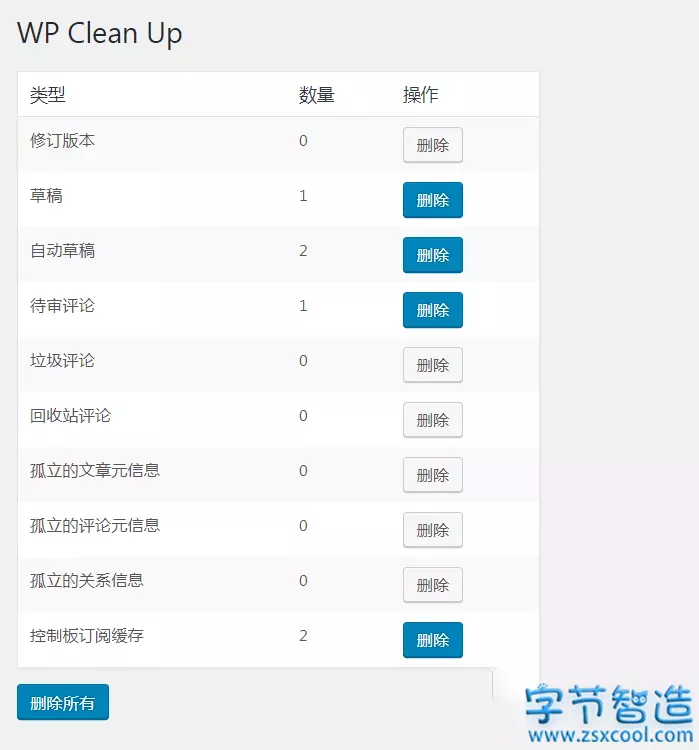 WP Clean Up
类型 数量 操作
修订版本 0 删除
草稿 1 删除
自动草稿 2 删除
待审评论 1 删除
垃圾评论 0 删除
回收站评论 0 删除
孤立的文章元信息 0 删除
孤立的评论元信息 0 删除
孤立的关系信息 0 删除
控制板订阅缓存 2 删除
删除所有
字节智造
www.zsxcool.com